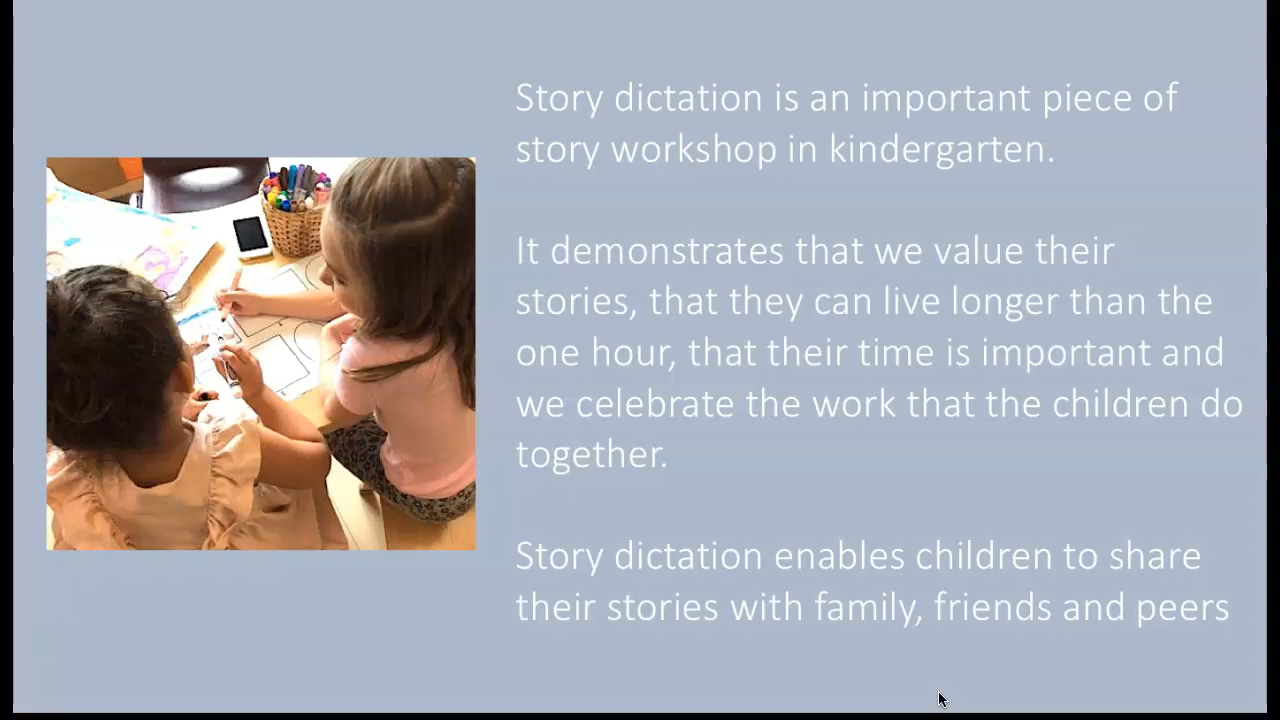 Story dictation is an important piece of
story workshop in kindergarten.
It demonstrates that we value their
stories, that they can live longer than the
one hour, that their time is important and
we celebrate the work that the children do
together.
Story dictation enables children to share
their stories with family, friends and peers